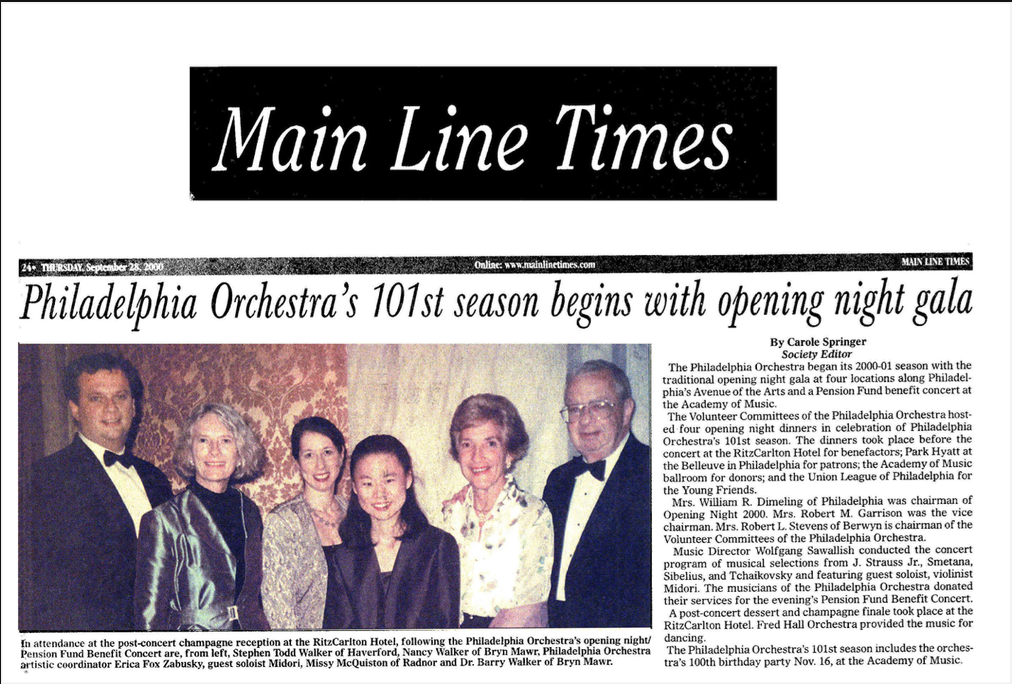 Main Line Times
24• THURSDAY, September 28, 2000
Online: www.mainlinetimes.com
MAIN LINE TIMES
Philadelphia Orchestra's 101st season begins with opening night gala
In attendance at the post-concert champagne reception at the RitzCarlton Hotel, following the Philadelphia Orchestra's opening night/
Pension Fund Benefit Concert are, from left, Stephen Todd Walker of Haverford, Nancy Walker of Bryn Mawr, Philadelphia Orchestra
artistic coordinator Erica Fox Zabusky, guest soloist Midori, Missy McQuiston of Radnor and Dr. Barry Walker of Bryn Mawr.
By Carole Springer
Society Editor
The Philadelphia Orchestra began its 2000-01 season with the
traditional opening night gala at four locations along Philadel-
phia's Avenue of the Arts and a Pension Fund benefit concert at
the Academy of Music.
The Volunteer Committees of the Philadelphia Orchestra host-
ed four opening night dinners in celebration of Philadelphia
Orchestra's 101st season. The dinners took place before the
concert at the RitzCarlton Hotel for benefactors; Park Hyatt at
the Belleuve in Philadelphia for patrons; the Academy of Music
ballroom for donors; and the Union League of Philadelphia for
the Young Friends.
Mrs. William R. Dimeling of Philadelphia was chairman of
Opening Night 2000. Mrs. Robert M. Garrison was the vice
chairman. Mrs. Robert L. Stevens of Berwyn is chairman of the
Volunteer Committees of the Philadelphia Orchestra.
Music Director Wolfgang Sawallish conducted the concert
program of musical selections from J. Strauss Jr., Smetana,
Sibelius, and Tchaikovsky and featuring guest soloist, violinist
Midori. The musicians of the Philadelphia Orchestra donated
their services for the evening's Pension Fund Benefit Concert.
A post-concert dessert and champagne finale took place at the
RitzCarlton Hotel. Fred Hall Orchestra provided the music for
dancing.
The Philadelphia Orchestra's 101st season includes the orches-
tra's 100th birthday party Nov. 16, at the Academy of Music.